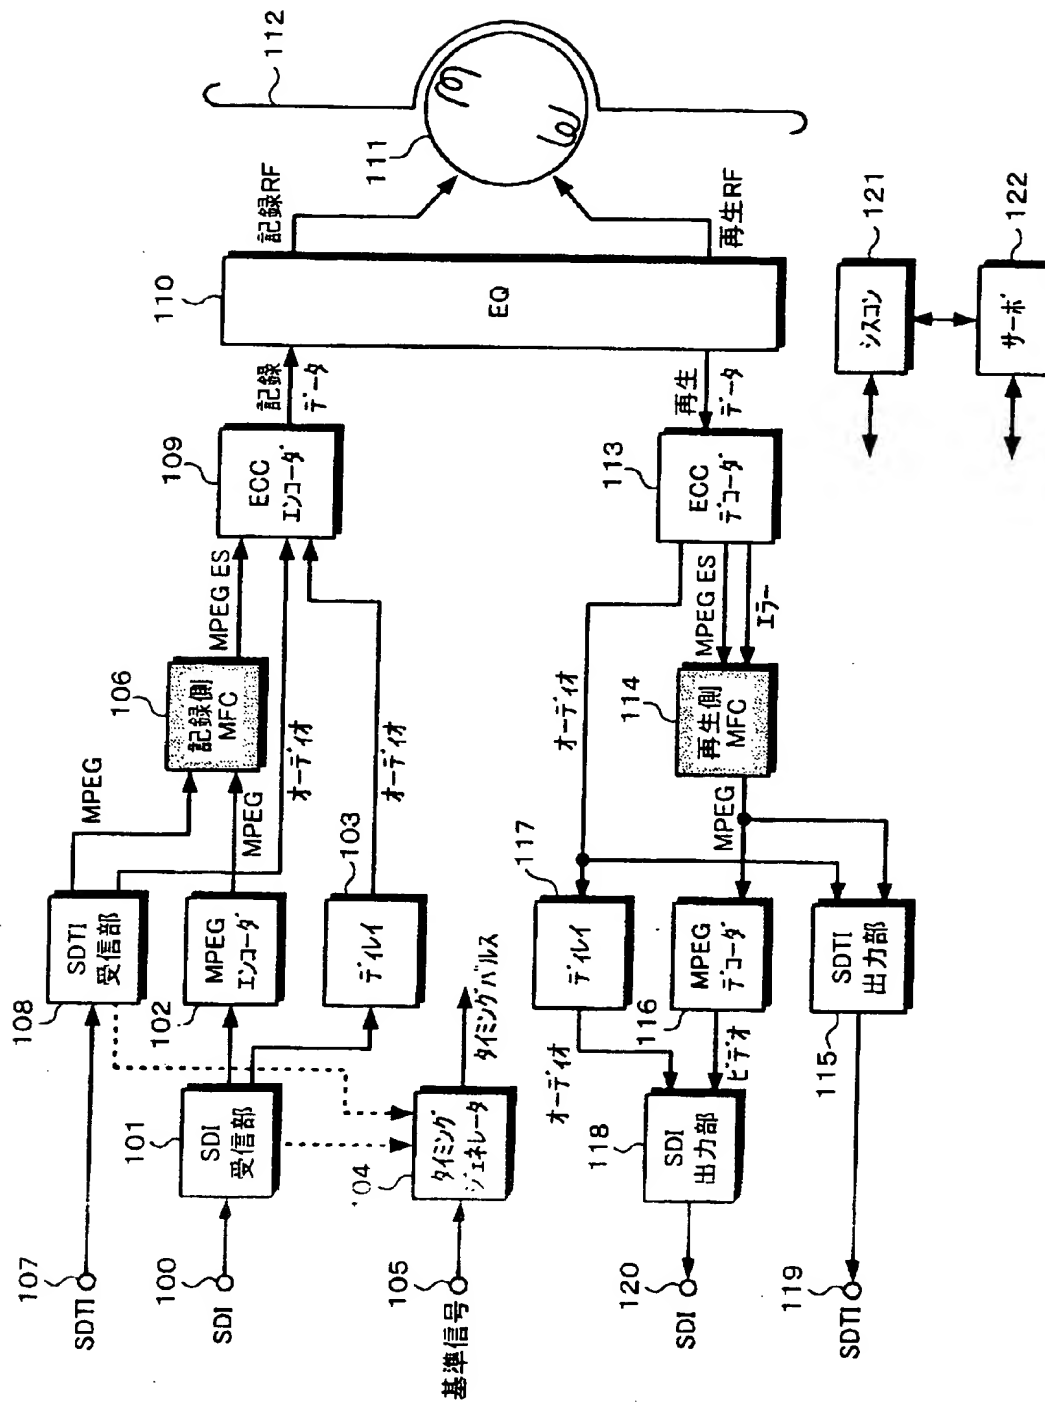 107
SDTI
108
SDTI
受信部
MPEG
106
記録側
MFC
MPEG ES
109
ECC
エンコーダ
記録
データ
110
EQ
記録RF
111
112
100
SDI
101
SDI
受信部
102
MPEG
エンコーダ
MPEG
オーディオ
103
ディレイ
オーディオ
105
基準信号
104
タイミング
ジェネレータ
タイミングパルス
再生RF
再生
データ
113
ECC
デコーダ
MPEG ES
エラー
オーディオ
114
再生側
MFC
MPEG
117
ディレイ
オーディオ
116
MPEG
デコーダ
ビデオ
118
SDI
出力部
120
SDI
115
SDTI
出力部
119
SDTI
121
シスコン
122
サーボ